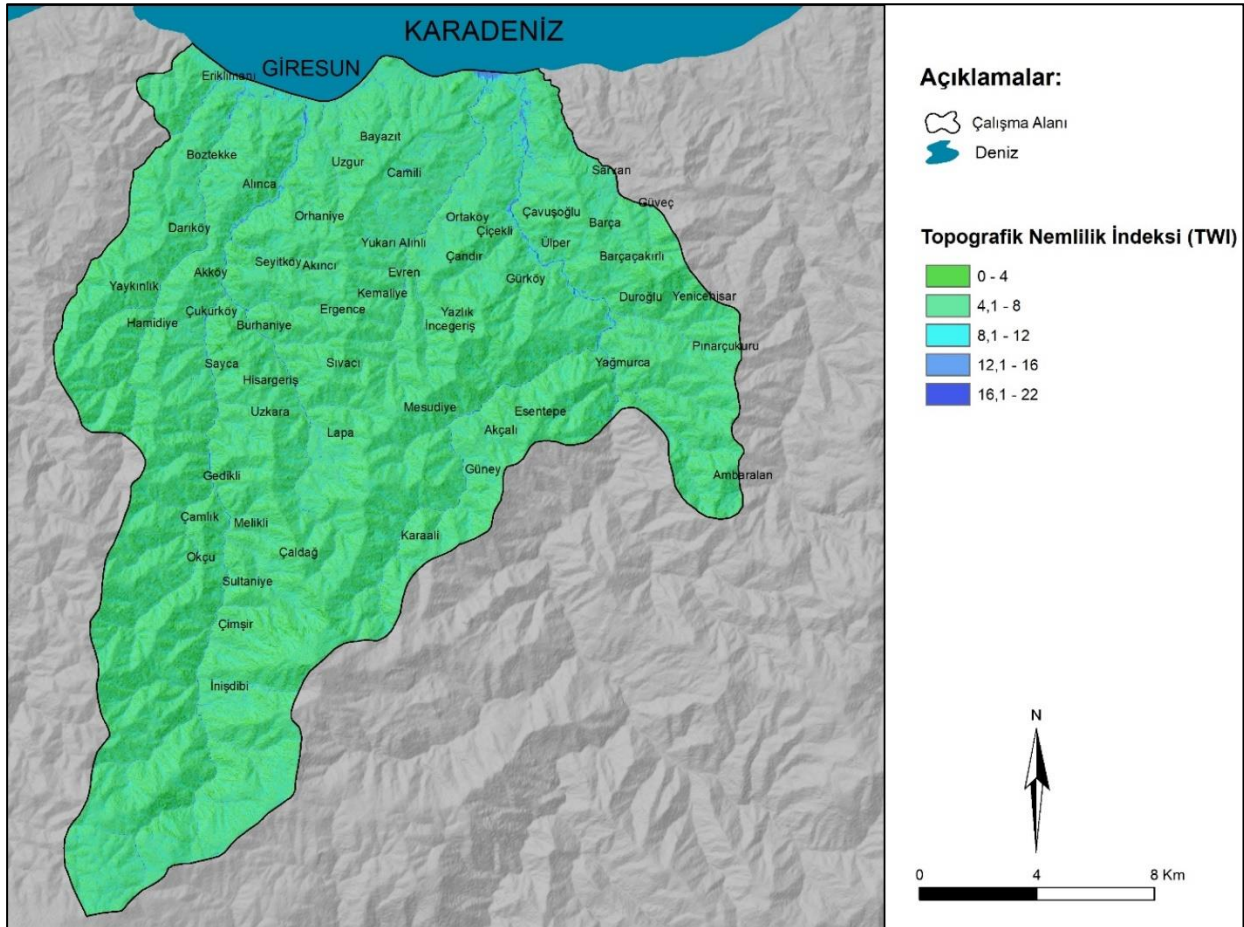 KARADENİZ
GİRESUN
Eriklimanı
Bayazıt
Boztekke
Uzgur
Camili
Sarvan
Alınca
Güveç
Orhaniye
Ortaköy
Çavuşoğlu
Barça
Darıköy
Çiçekli
Yukarı Alınlı
Ülper
Seyitköy
Akıncı
Çandır
Barçaçakırlı
Akköy
Evren
Gürköy
Yaykınlık
Kemaliye
Duroğlu
Yenicehisar
Çukurköy
Ergence
Yazlık
Hamidiye
Burhaniye
İncegeriş
Pınarçukuru
Sayca
Sıvacı
Yağmurca
Hisargeriş
Uzkara
Mesudiye
Esentepe
Lapa
Akçalı
Gedikli
Güney
Ambaralan
Çamlık
Melikli
Karaali
Okçu
Çaldağ
Sultaniye
Çimşir
İnişdibi
Açıklamalar:
Çalışma Alanı
Deniz
Topografik Nemlilik İndeksi (TWI)
0 - 4
4,1 - 8
8,1 - 12
12,1 - 16
16,1 - 22
N
0 4 8 Km